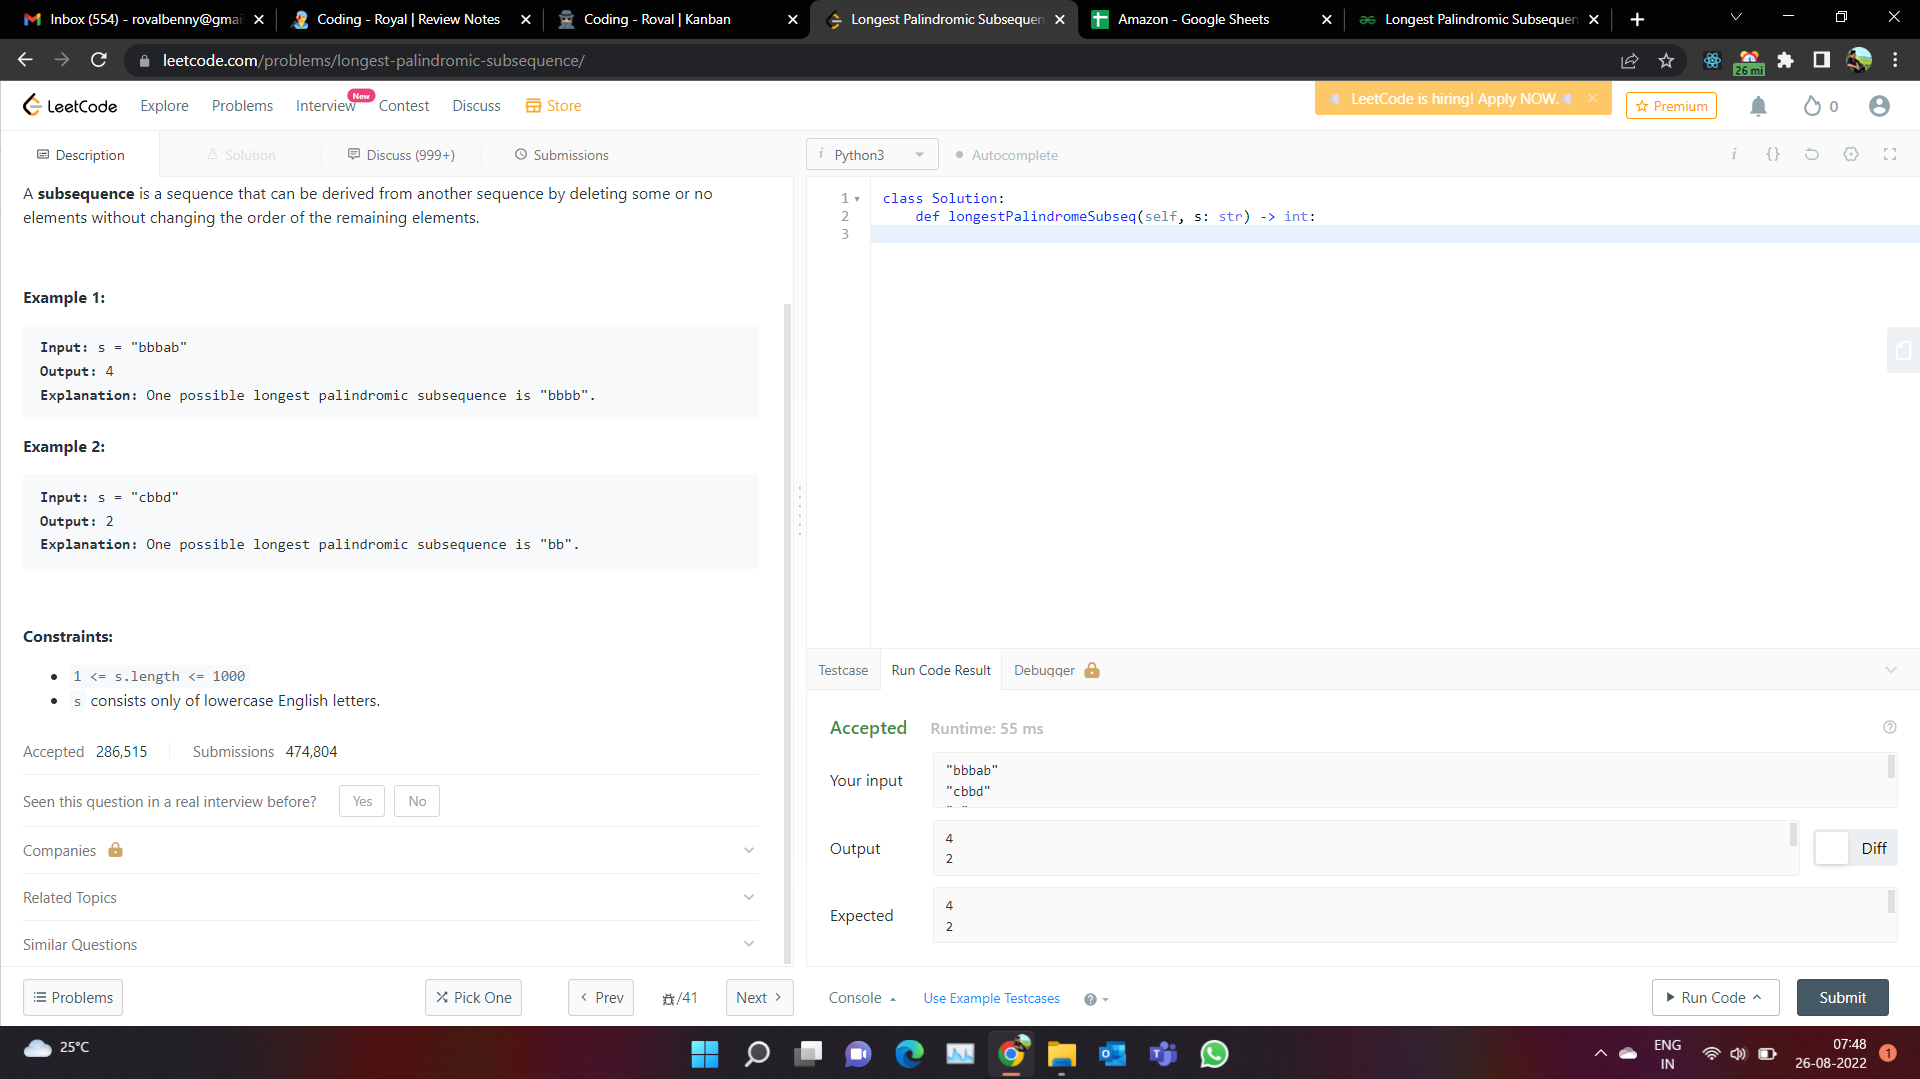 Inbox (554) - rovalbenny@gmai
Coding - Royal | Review Notes
Coding - Roval | Kanban
Longest Palindromic Subsequen
Amazon - Google Sheets
Longest Palindromic Subsequen
leetcode.com/problems/longest-palindromic-subsequence/
26 mi
LeetCode
Explore
Problems
Interview
New
Contest
Discuss
Store
LeetCode is hiring! Apply NOW.
Premium
0
Description
Solution
Discuss (999+)
Submissions
i Python3
Autocomplete
A subsequence is a sequence that can be derived from another sequence by deleting some or no
elements without changing the order of the remaining elements.
Example 1:
Input: s = "bbbab"
Output: 4
Explanation: One possible longest palindromic subsequence is "bbbb".
Example 2:
Input: s = "cbbd"
Output: 2
Explanation: One possible longest palindromic subsequence is "bb".
Constraints:
1 <= s.length <= 1000
s consists only of lowercase English letters.
Accepted 286,515
Submissions 474,804
Seen this question in a real interview before?
Yes
No
Companies
Related Topics
Similar Questions
Problems
Pick One
Prev
/41
Next
1 class Solution:
2 def longestPalindromeSubseq(self, s: str) -> int:
3
Testcase
Run Code Result
Debugger
Accepted
Runtime: 55 ms
Your input
"bbbab"
"cbbd"
Output
4
2
Diff
Expected
4
2
Console
Use Example Testcases
Run Code
Submit
25°C
ENG
IN
07:48
26-08-2022
1